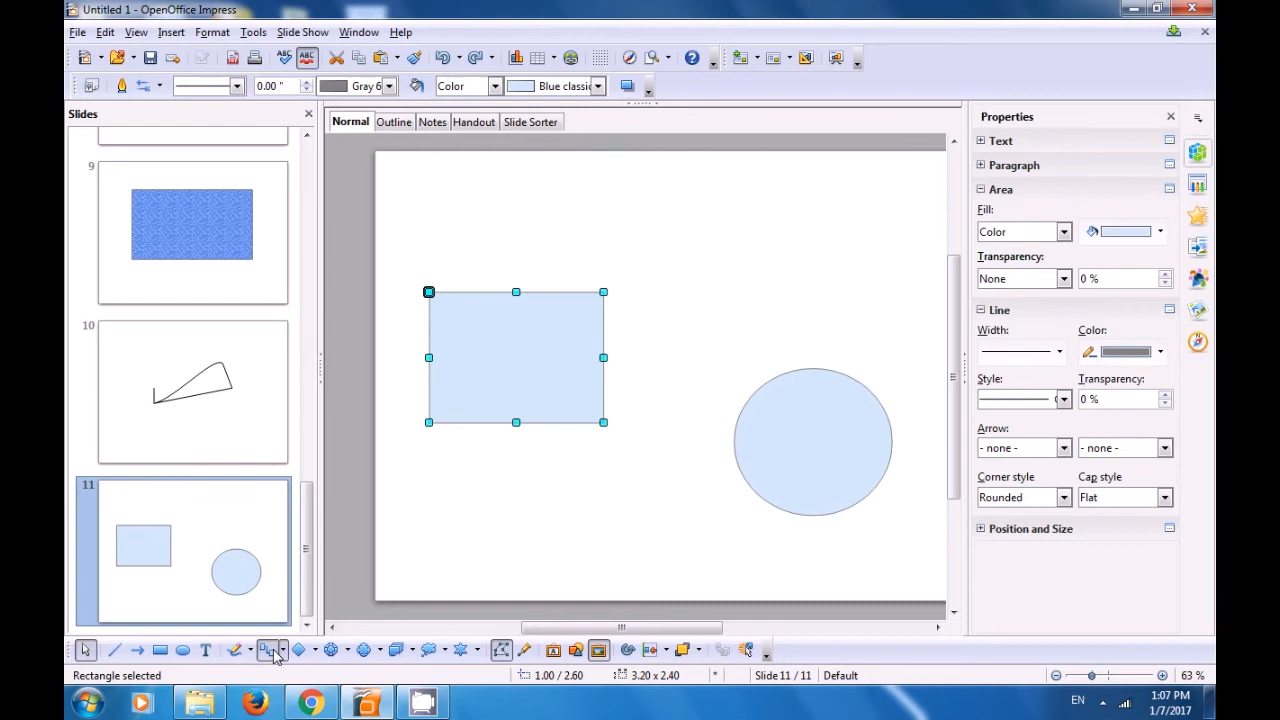 Untitled 1 - OpenOffice Impress
File Edit View Insert Format Tools Slide Show Window Help
ABC ABC
0.00 " Gray 6 Color Blue classi
Slides
Normal Outline Notes Handout Slide Sorter
Properties
Text
Paragraph
Area
Fill:
Color
Transparency:
None 0 %
Line
Width: Color:
Style: Transparency:
0 %
Arrow:
- none - - none -
Corner style Cap style
Rounded Flat
Position and Size
9
10
11
T
Rectangle selected 1.00 / 2.60 3.20 x 2.40 * Slide 11 / 11 Default 63 %
EN 1:07 PM
1/7/2017